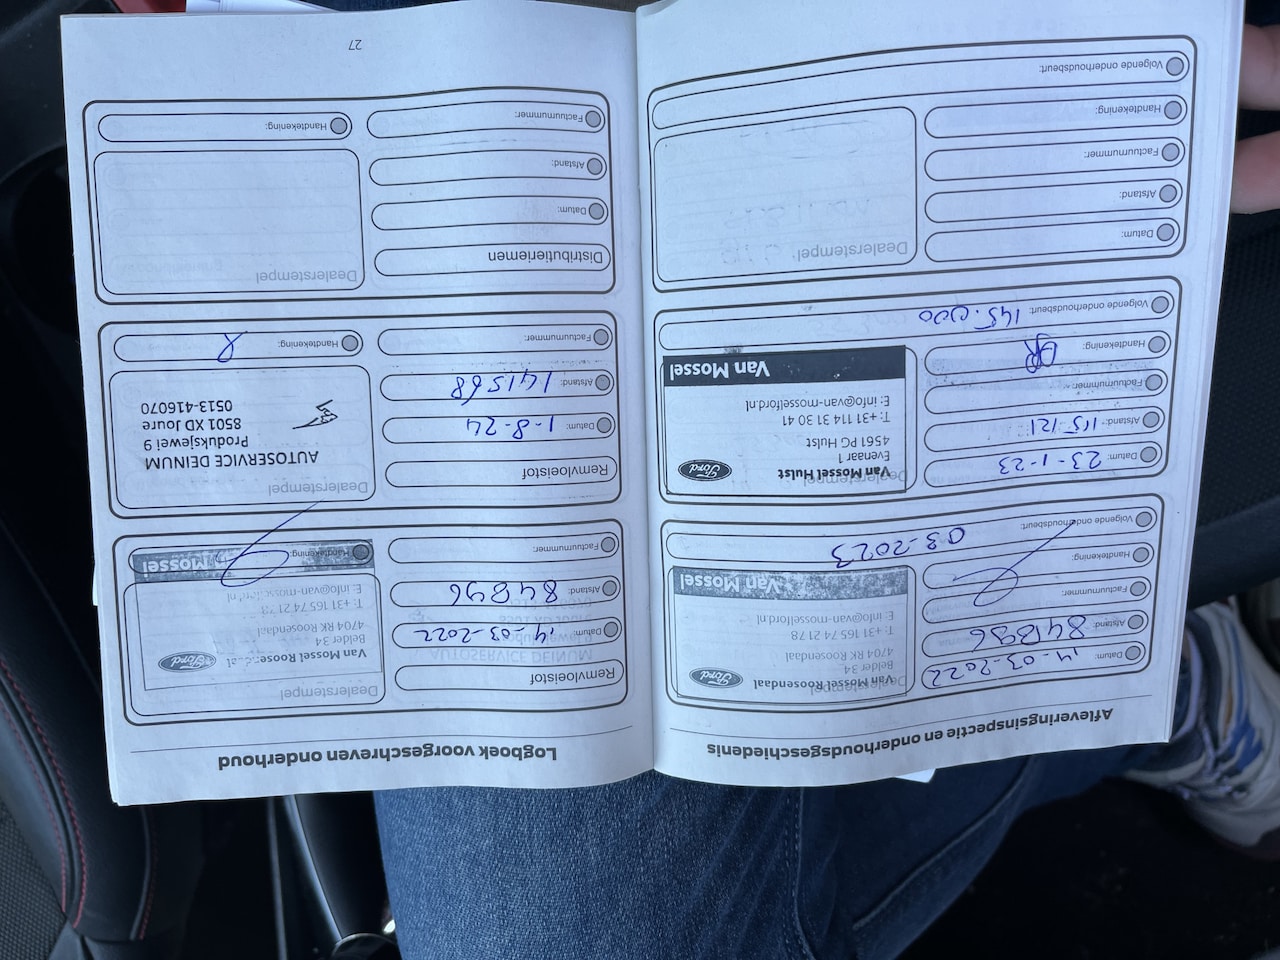 Afleveringsinspectie en onderhoudsgeschiedenis
Datum: 14-03-2022
Afstand: 84896
Factuurnummer:
Handtekening:
Volgende onderhoudsbeurt: 03-2023
Dealerstempel
Ford
Van Mossel Roosendaal
Belder 34
4704 RK Roosendaal
T: +31 165 74 21 78
E: info@van-mosselford.nl
Van Mossel
Datum: 23-1-23
Afstand: 115.121
Factuurnummer:
Handtekening:
Volgende onderhoudsbeurt: 145.000
Dealerstempel
Ford
Van Mossel Hulst
Evenaar 1
4561 PG Hulst
T: +31 114 31 30 41
E: info@van-mosselford.nl
Van Mossel
Datum:
Afstand:
Factuurnummer:
Handtekening:
Volgende onderhoudsbeurt:
Dealerstempel
Logboek voorgeschreven onderhoud
Remvloeistof
Datum: 14-03-2022
Afstand: 84896
Factuurnummer:
Dealerstempel
Ford
Van Mossel Roosendaal
Belder 34
4704 RK Roosendaal
T: +31 165 74 21 78
E: info@van-mosselford.nl
Handtekening:
Mossel
Remvloeistof
Datum: 1-8-24
Afstand: 141568
Factuurnummer:
Dealerstempel
AUTOSERVICE DEINUM
Produksjewei 9
8501 XD Joure
0513-416070
Handtekening:
Distributieriemen
Datum:
Afstand:
Factuurnummer:
Dealerstempel
Handtekening:
27